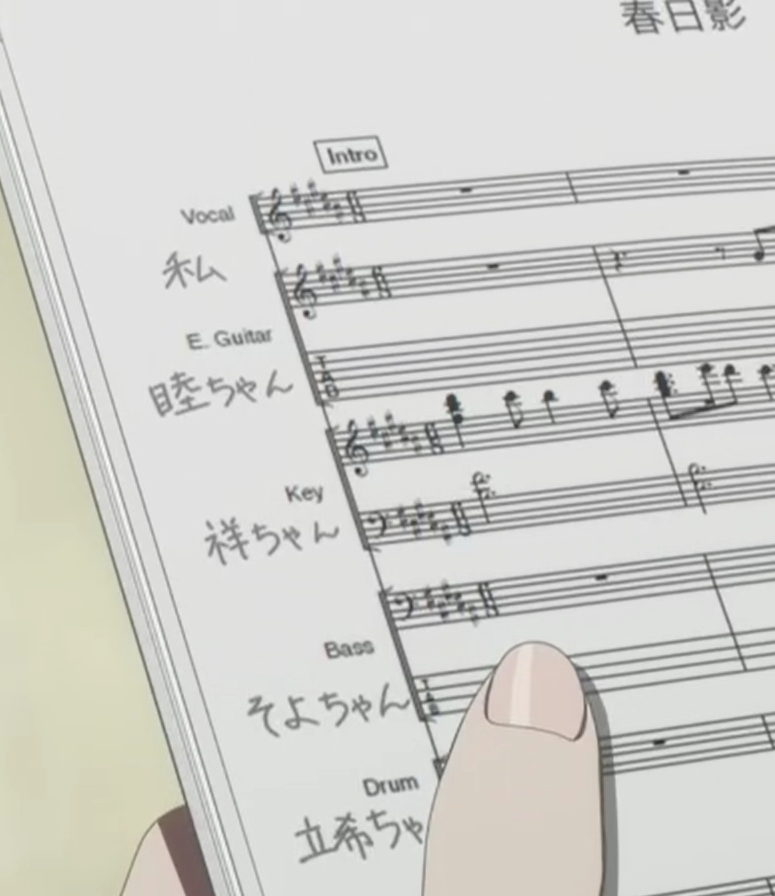 春日影
Intro
Vocal
私
E. Guitar
睦ちゃん
Key
祥ちゃん
Bass
そよちゃん
Drum
立希ちゃ